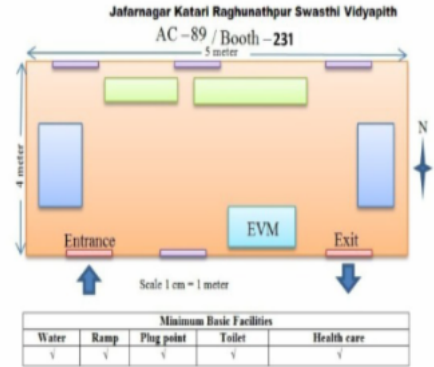 Jafarnagar Katari Raghunathpur Swasthi Vidyapith
AC –89 / Booth –231
5 meter
4 meter
N
EVM
Entrance
Exit
Scale 1 cm = 1 meter
Minimum Basic Facilities
Water Ramp Plug point Toilet Health care
√ √ √ √ √